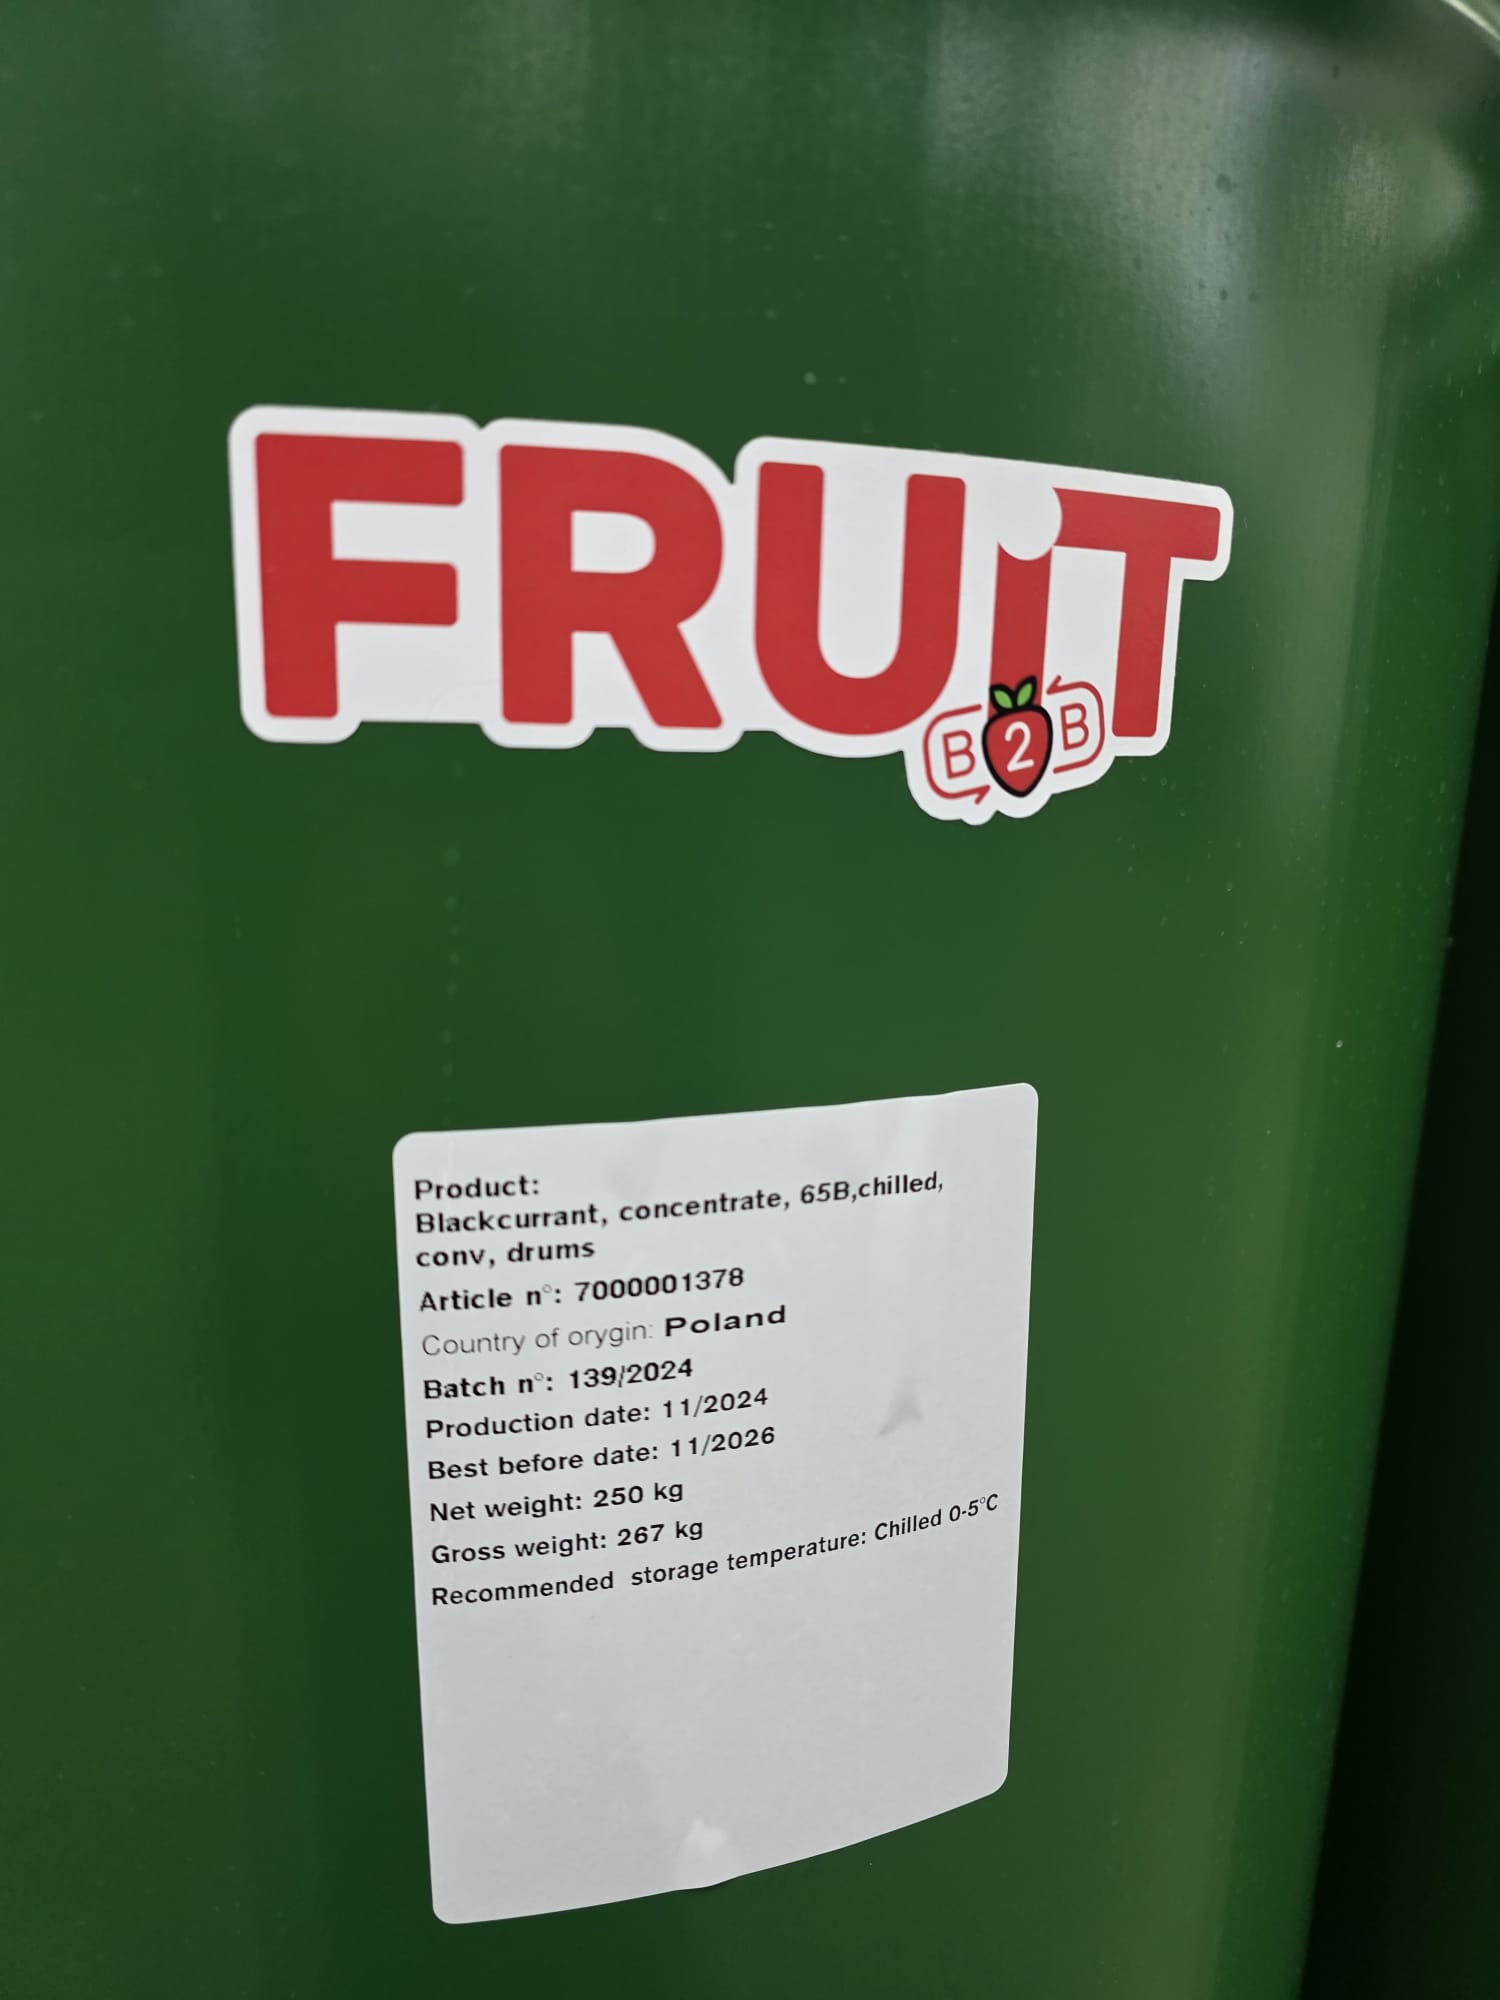 FRUiT
B2B
Product:
Blackcurrant, concentrate, 65B,chilled,
conv, drums
Article n°: 7000001378
Country of orygin: Poland
Batch n°: 139/2024
Production date: 11/2024
Best before date: 11/2026
Net weight: 250 kg
Gross weight: 267 kg
Recommended storage temperature: Chilled 0-5°C